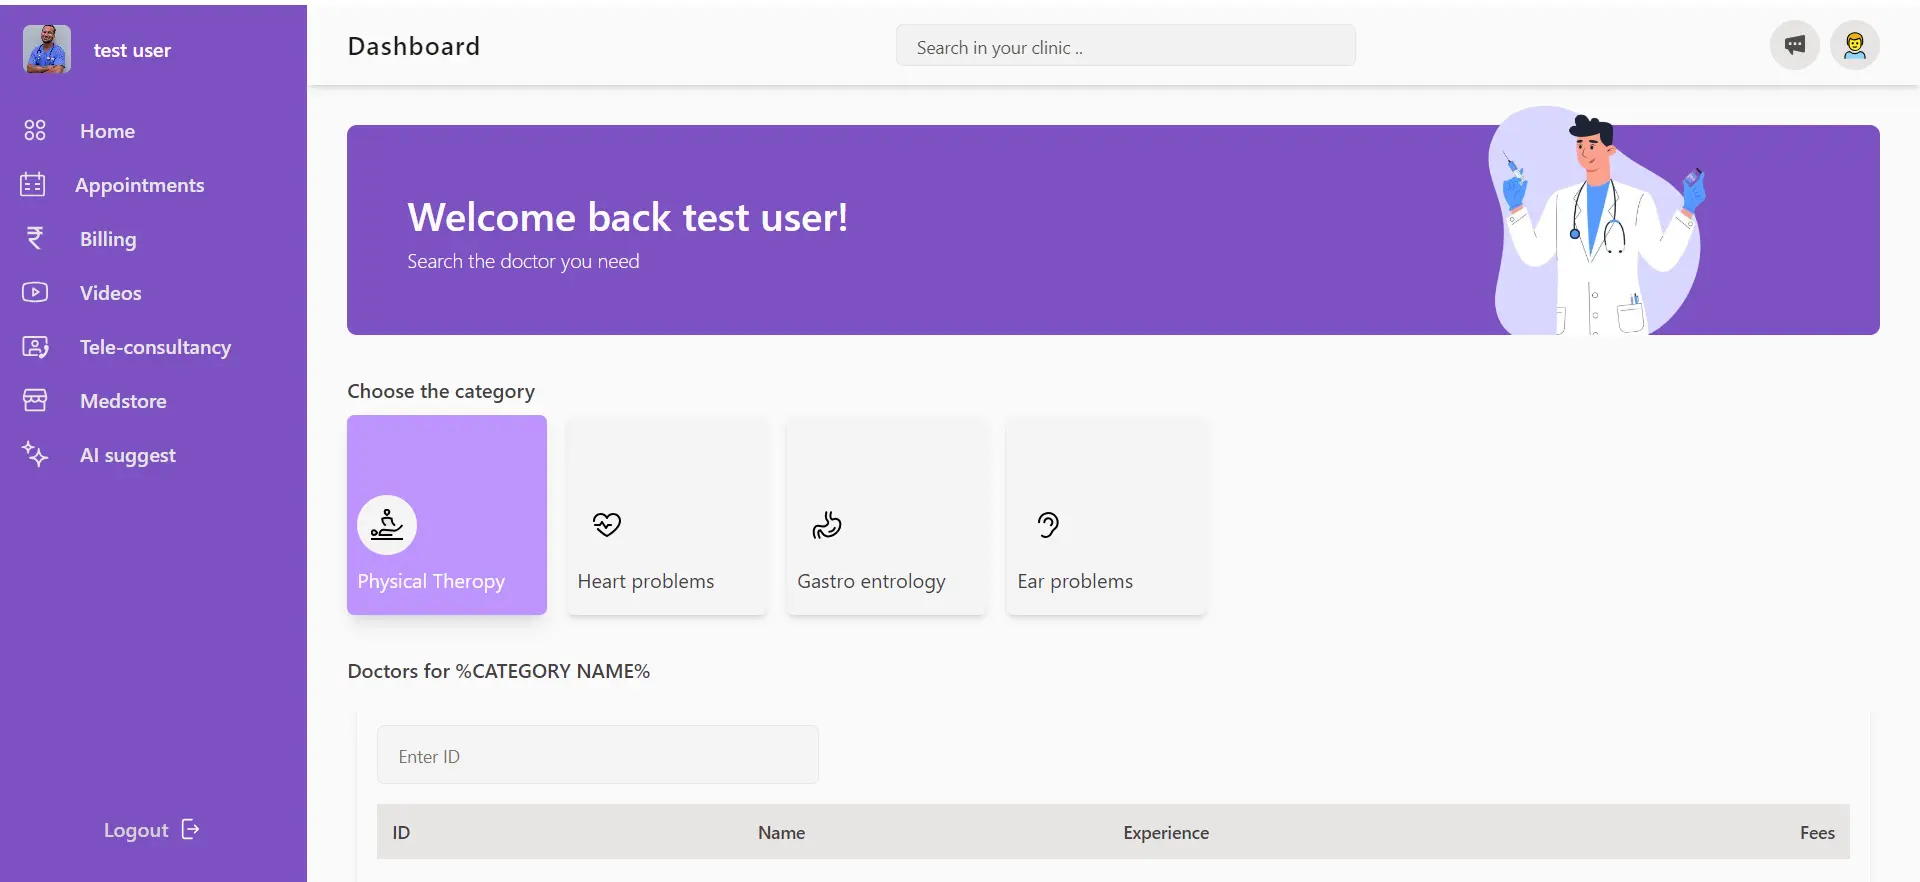 test user
Home
Appointments
Billing
Videos
Tele-consultancy
Medstore
AI suggest
Logout
Dashboard
Search in your clinic ..
Welcome back test user!
Search the doctor you need
Choose the category
Physical Theropy
Heart problems
Gastro entrology
Ear problems
Doctors for %CATEGORY NAME%
Enter ID
ID Name Experience Fees